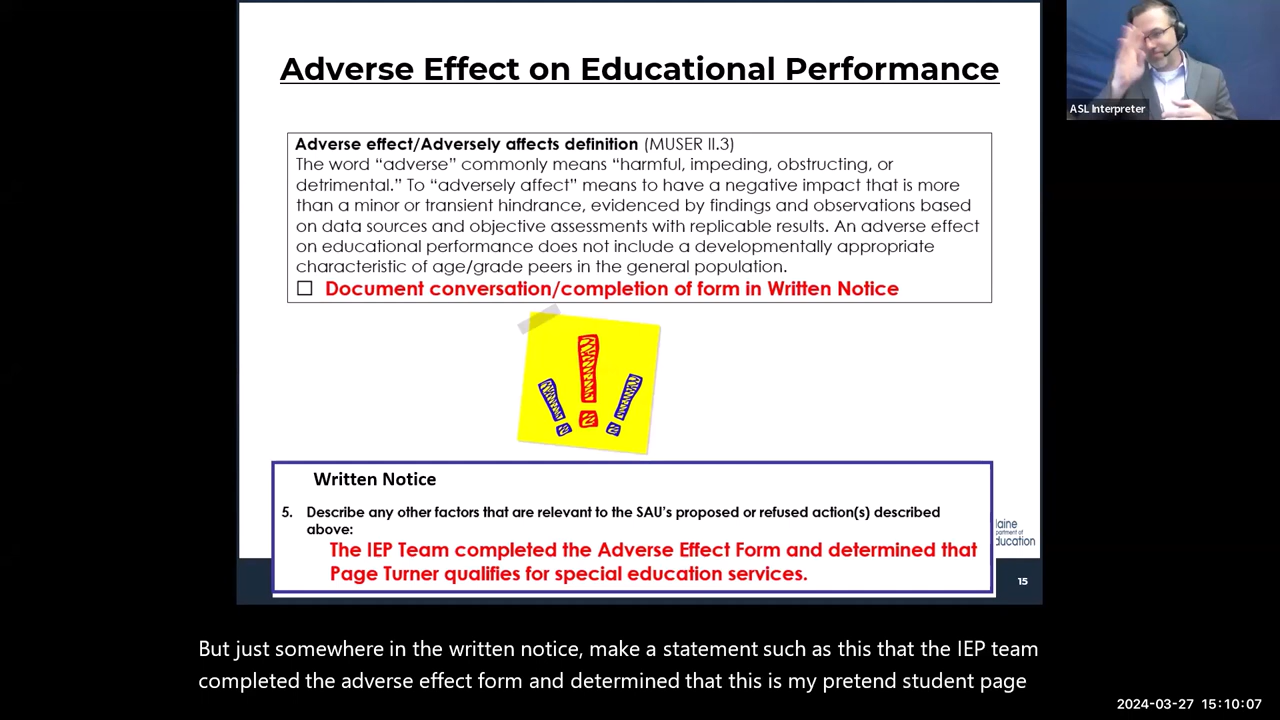 Adverse Effect on Educational Performance
ASL Interpreter
Adverse effect/Adversely affects definition (MUSER II.3)
The word “adverse” commonly means “harmful, impeding, obstructing, or
detrimental.” To “adversely affect” means to have a negative impact that is more
than a minor or transient hindrance, evidenced by findings and observations based
on data sources and objective assessments with replicable results. An adverse effect
on educational performance does not include a developmentally appropriate
characteristic of age/grade peers in the general population.
☐ Document conversation/completion of form in Written Notice
Written Notice
5. Describe any other factors that are relevant to the SAU’s proposed or refused action(s) described
above:
The IEP Team completed the Adverse Effect Form and determined that
Page Turner qualifies for special education services.
15
But just somewhere in the written notice, make a statement such as this that the IEP team
completed the adverse effect form and determined that this is my pretend student page
2024-03-27 15:10:07